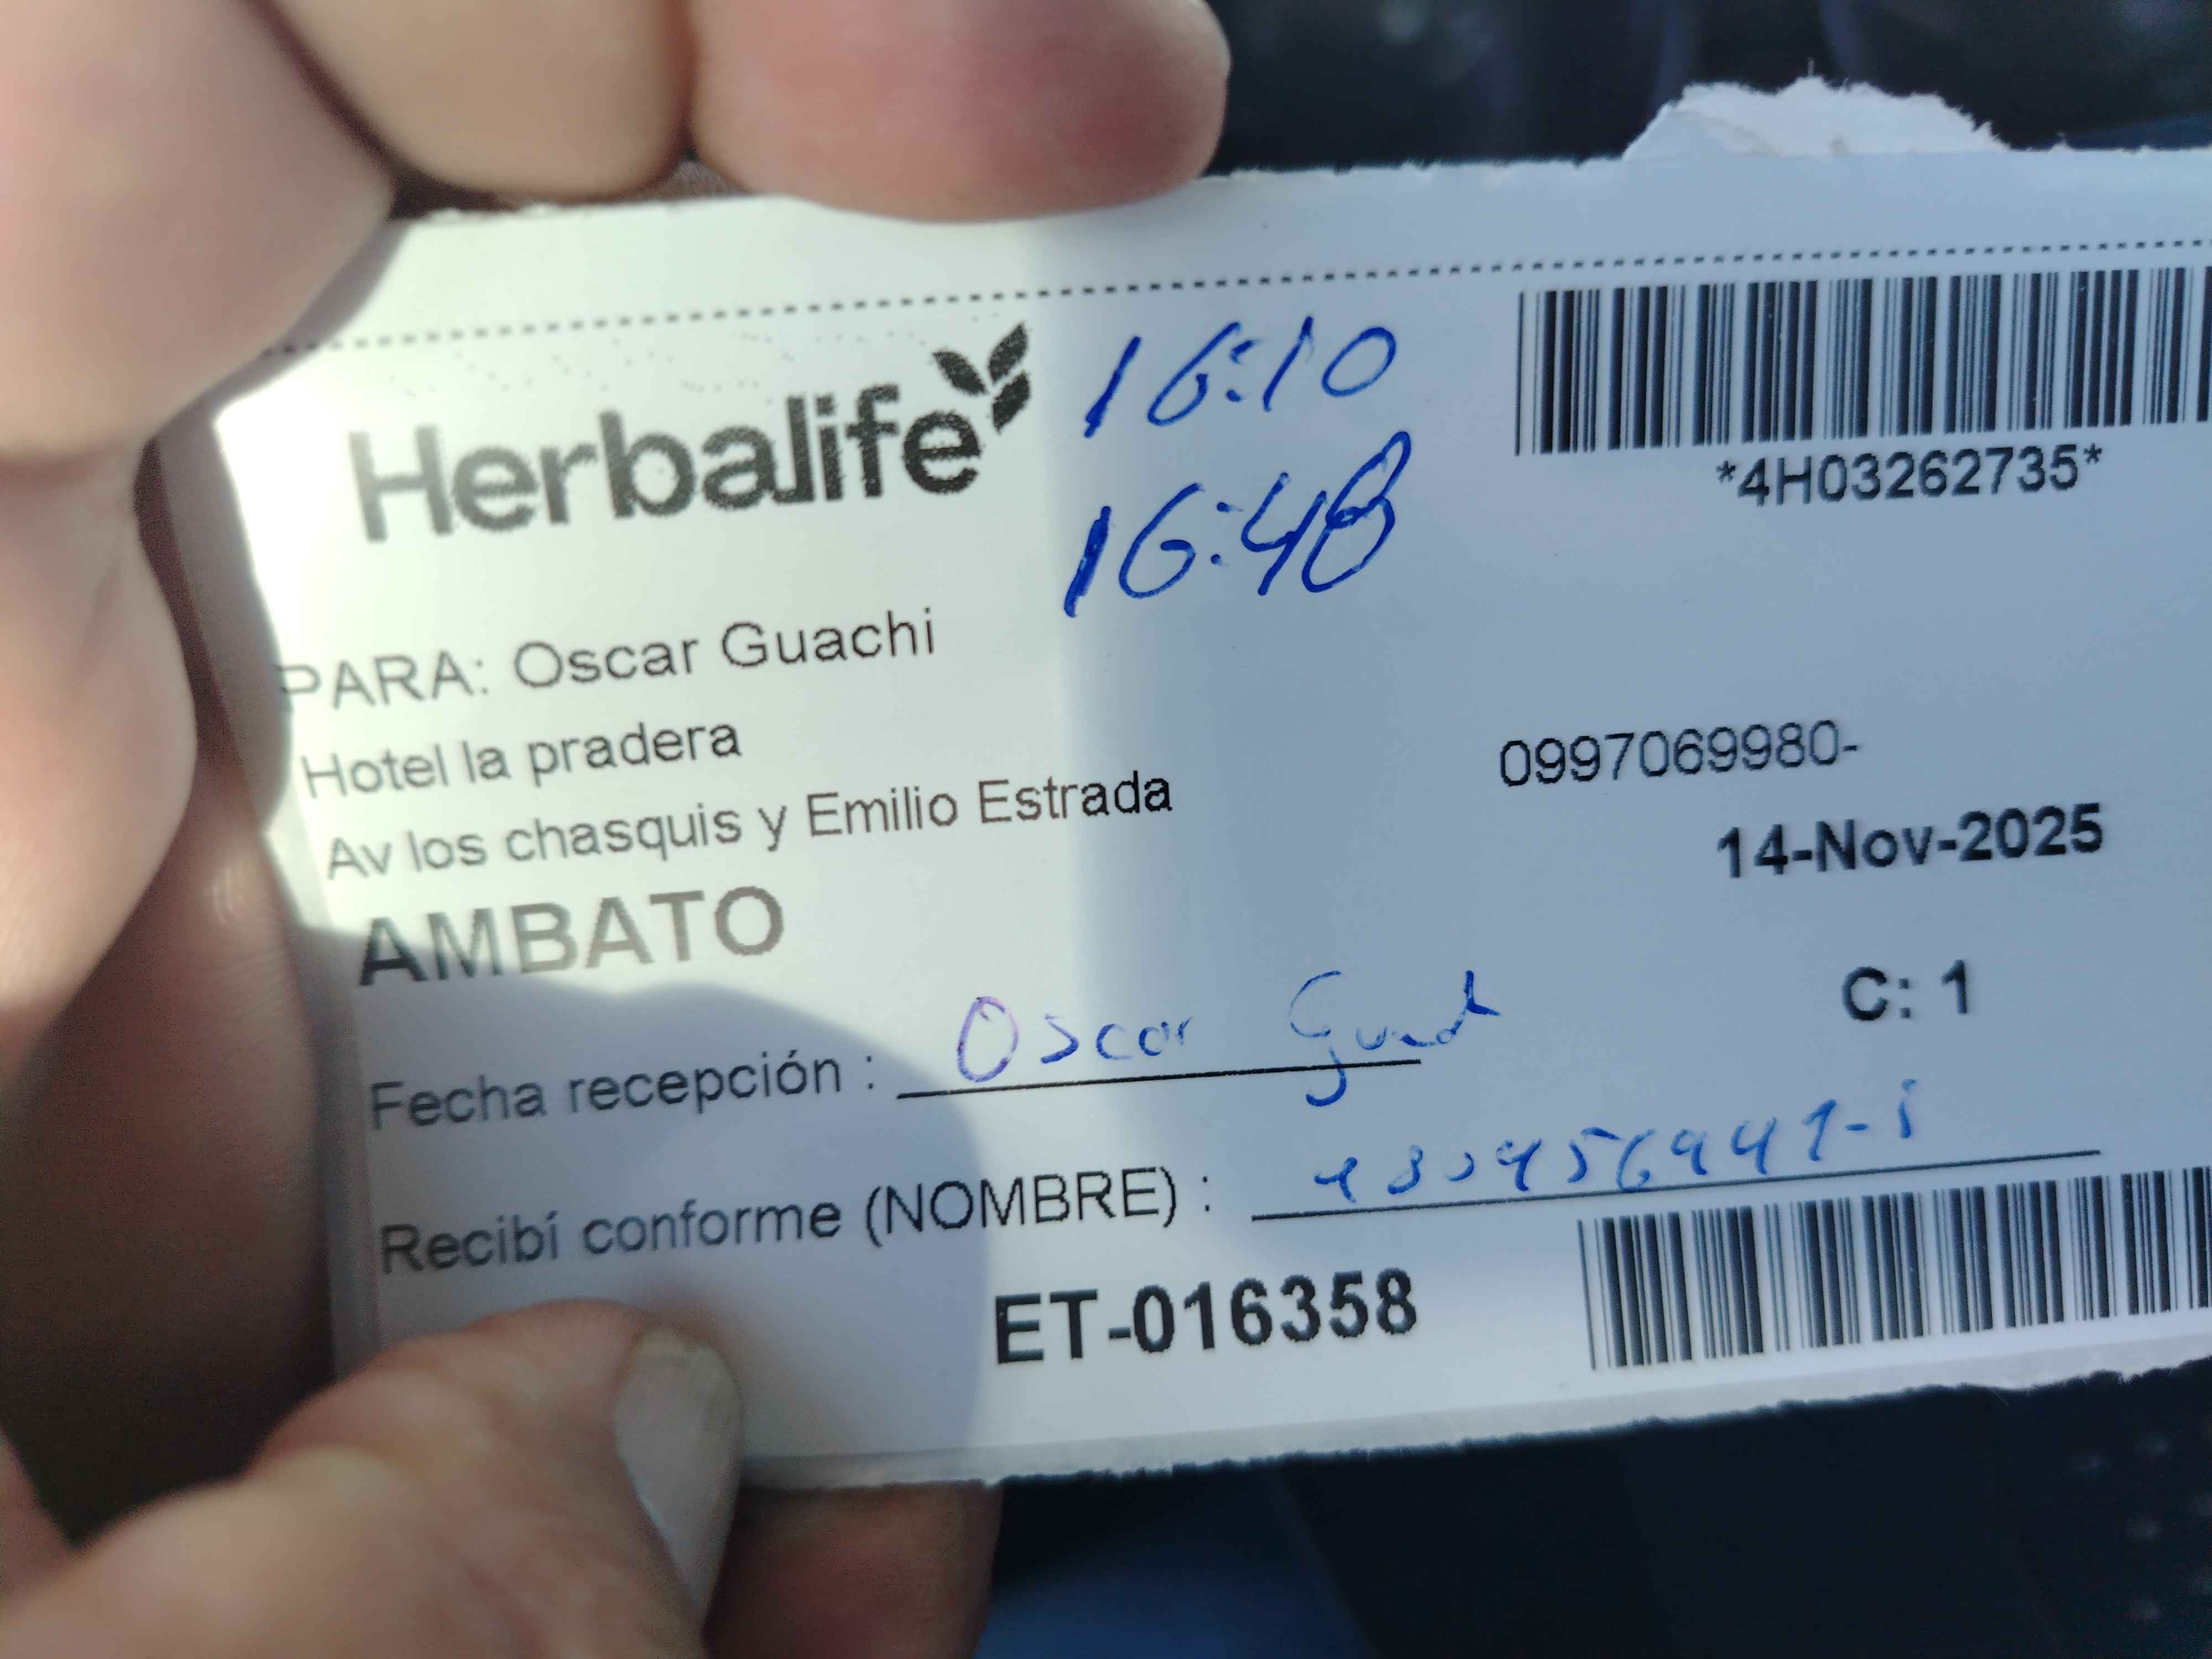 Herbalife
16:10
16:48
*4H03262735*
PARA: Oscar Guachi
Hotel la pradera
0997069980-
Av los chasquis y Emilio Estrada
14-Nov-2025
AMBATO
C: 1
Fecha recepción : Oscar
Recibí conforme (NOMBRE) :
ET-016358